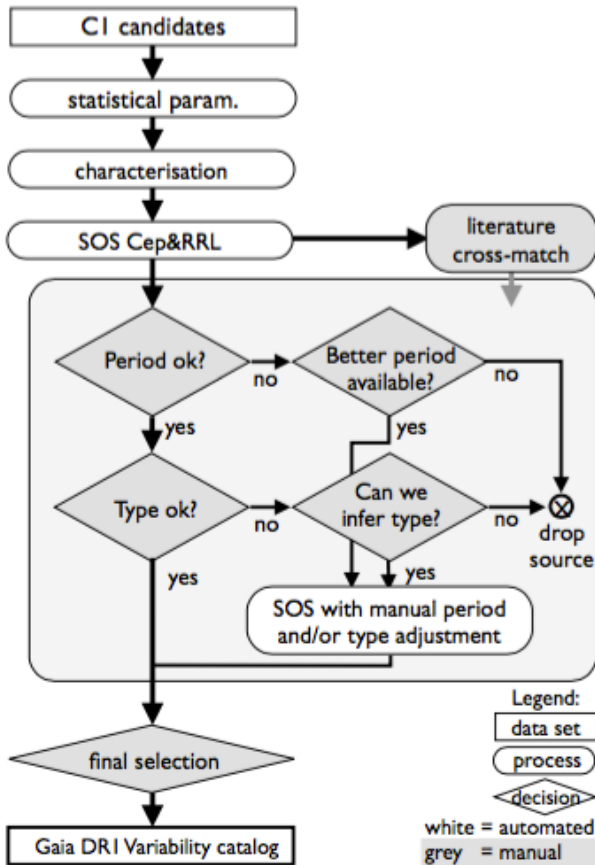 C1 candidates
statistical param.
characterisation
SOS Cep&RRL
literature
cross-match
Period ok?
no
Better period
available?
no
yes
yes
Type ok?
no
Can we
infer type?
no
drop
source
yes
yes
SOS with manual period
and/or type adjustment
final selection
Gaia DR1 Variability catalog
Legend:
data set
process
decision
white = automated
grey = manual